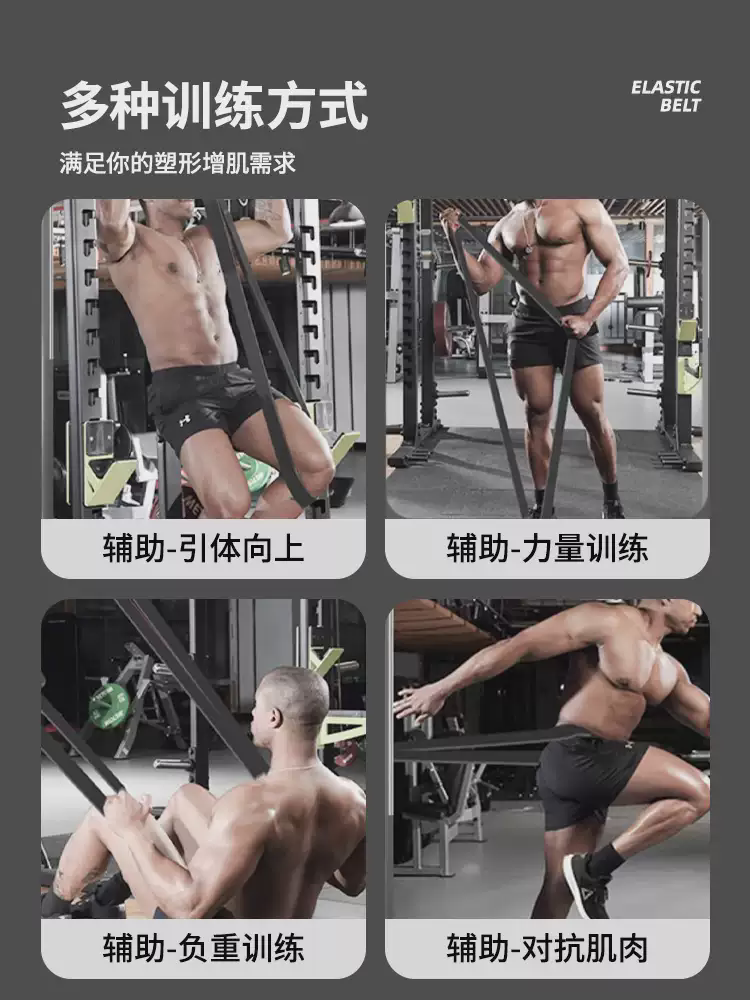 多种训练方式
ELASTIC
BELT
满足你的塑形增肌需求
辅助-引体向上
辅助-力量训练
辅助-负重训练
辅助-对抗肌肉